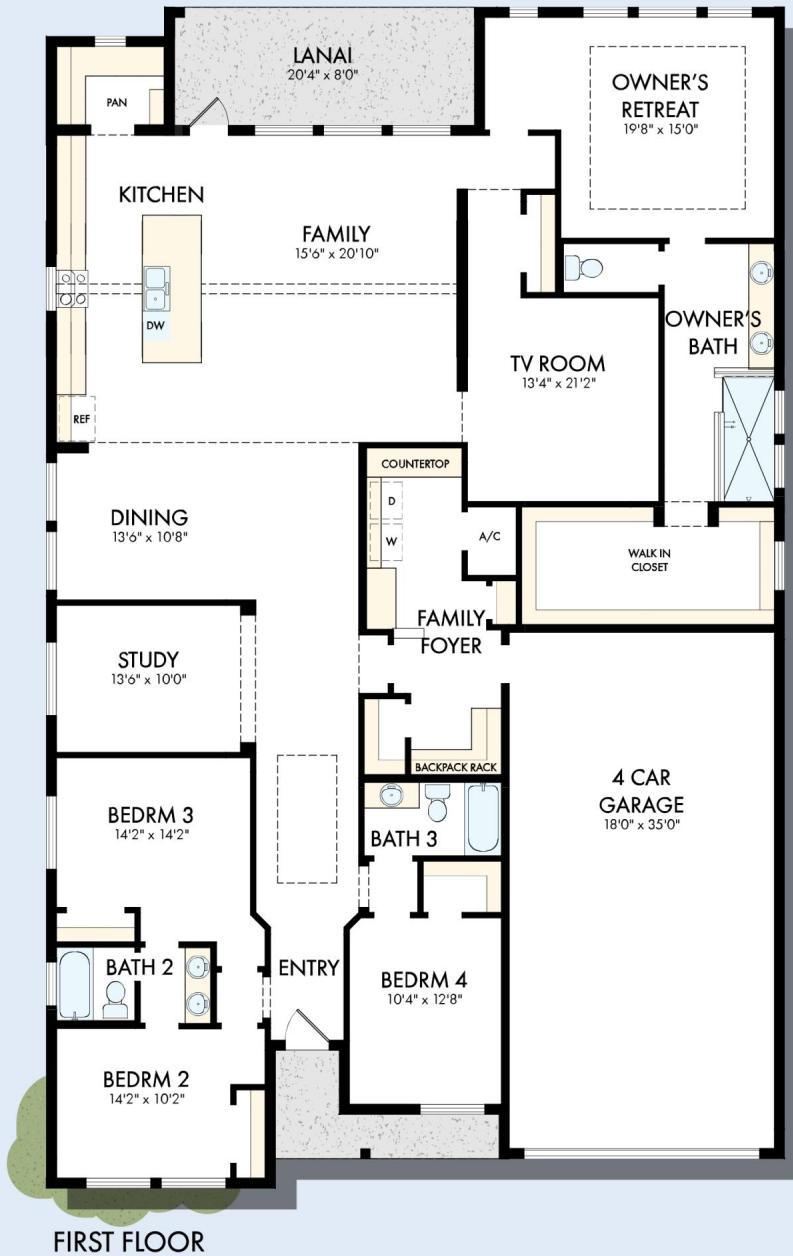 LANAI
20'4" x 8'0"
OWNER'S
RETREAT
19'8" x 15'0"
PAN
KITCHEN
FAMILY
15'6" x 20'10"
DW
REF
OWNER'S
BATH
TV ROOM
13'4" x 21'2"
COUNTERTOP
D
W
A/C
DINING
13'6" x 10'8"
WALK IN
CLOSET
FAMILY
FOYER
STUDY
13'6" x 10'0"
BACKPACK RACK
4 CAR
GARAGE
18'0" x 35'0"
BEDRM 3
14'2" x 14'2"
BATH 3
BATH 2
ENTRY
BEDRM 4
10'4" x 12'8"
BEDRM 2
14'2" x 10'2"
FIRST FLOOR